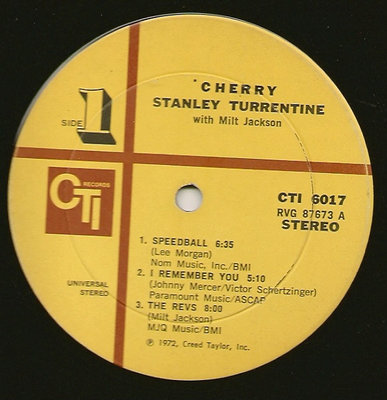 CHERRY
STANLEY TURRENTINE
with Milt Jackson
SIDE 1
CTI RECORDS
CTI 6017
RVG 87673 A
STEREO
UNIVERSAL
STEREO
1. SPEEDBALL 6:35
(Lee Morgan)
Nom Music, Inc./BMI
2. I REMEMBER YOU 5:10
(Johnny Mercer/Victor Schertzinger)
Paramount Music/ASCAP
3. THE REVS 8:00
(Milt Jackson)
MJQ Music/BMI
℗ 1972, Creed Taylor, Inc.